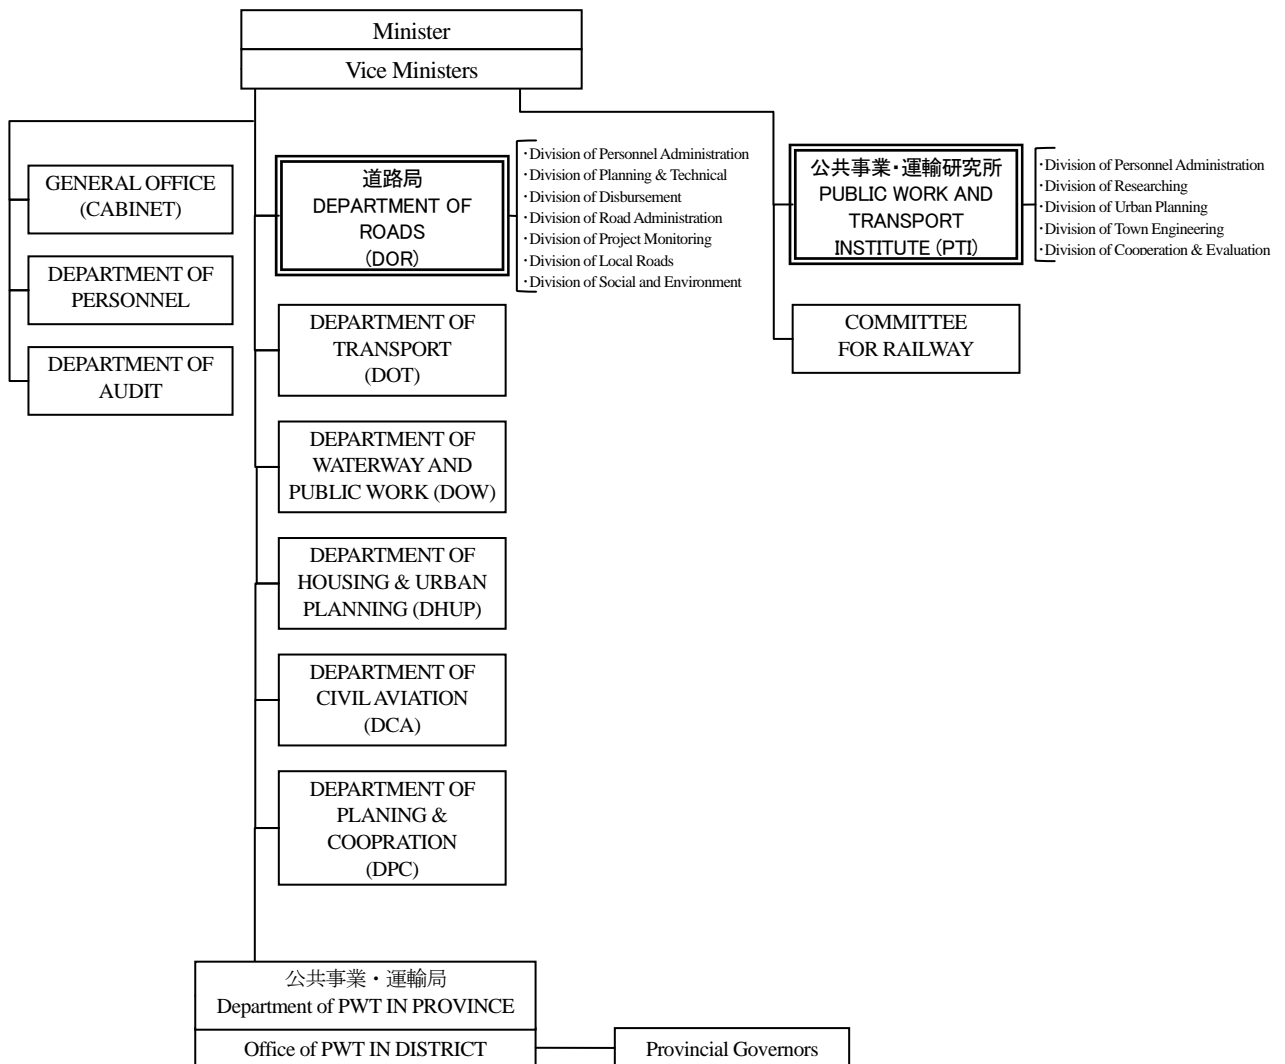 Minister
Vice Ministers
GENERAL OFFICE
(CABINET)
DEPARTMENT OF
PERSONNEL
DEPARTMENT OF
AUDIT
道路局
DEPARTMENT OF
ROADS
(DOR)
・Division of Personnel Administration
・Division of Planning & Technical
・Division of Disbursement
・Division of Road Administration
・Division of Project Monitoring
・Division of Local Roads
・Division of Social and Environment
公共事業・運輸研究所
PUBLIC WORK AND
TRANSPORT
INSTITUTE (PTI)
・Division of Personnel Administration
・Division of Researching
・Division of Urban Planning
・Division of Town Engineering
・Division of Cooperation & Evaluation
DEPARTMENT OF
TRANSPORT
(DOT)
COMMITTEE
FOR RAILWAY
DEPARTMENT OF
WATERWAY AND
PUBLIC WORK (DOW)
DEPARTMENT OF
HOUSING & URBAN
PLANNING (DHUP)
DEPARTMENT OF
CIVIL AVIATION
(DCA)
DEPARTMENT OF
PLANING &
COOPRATION
(DPC)
公共事業・運輸局
Department of PWT IN PROVINCE
Office of PWT IN DISTRICT
Provincial Governors